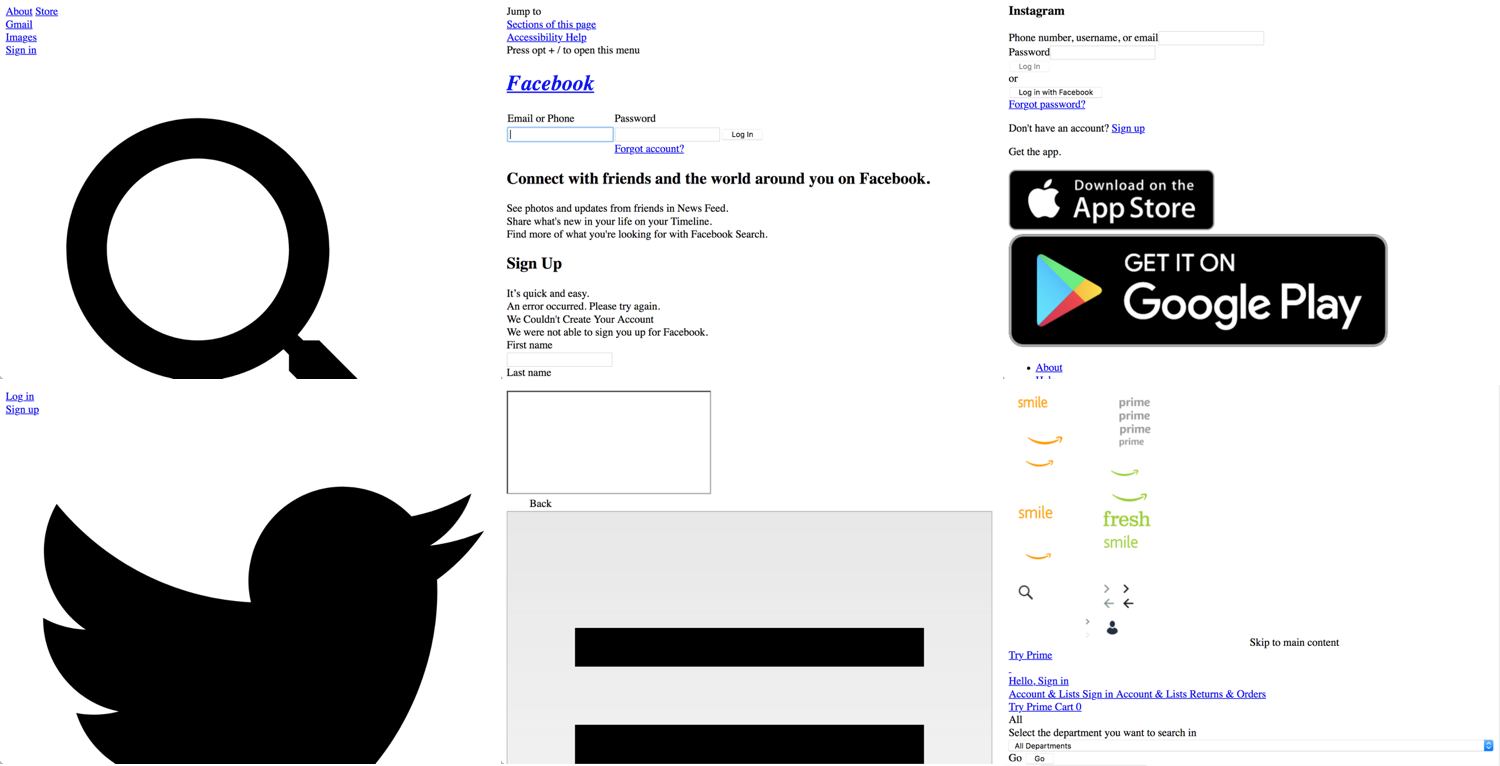 About Store
Gmail
Images
Sign in
Jump to
Sections of this page
Accessibility Help
Press opt + / to open this menu
Facebook
Email or Phone Password
Log In
Forgot account?
Connect with friends and the world around you on Facebook.
See photos and updates from friends in News Feed.
Share what's new in your life on your Timeline.
Find more of what you're looking for with Facebook Search.
Sign Up
It’s quick and easy.
An error occurred. Please try again.
We Couldn't Create Your Account
We were not able to sign you up for Facebook.
First name
Last name
Instagram
Phone number, username, or email
Password
Log In
or
Log in with Facebook
Forgot password?
Don't have an account? Sign up
Get the app.
Download on the
App Store
GET IT ON
Google Play
About
Log in
Sign up
Back
smile prime
prime
prime
prime
smile fresh
smile
Skip to main content
Try Prime
Hello, Sign in
Account & Lists Sign in Account & Lists Returns & Orders
Try Prime Cart 0
All
Select the department you want to search in
All Departments
Go Go